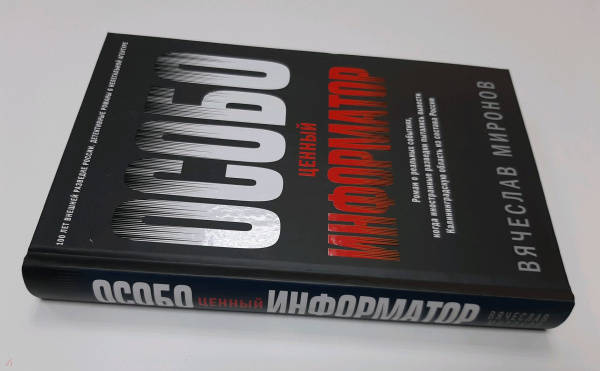 100 ЛЕТ ВНЕШНЕЙ РАЗВЕДКЕ РОССИИ. ДЕТЕКТИВНЫЕ РОМАНЫ О НЕЛЕГАЛЬНОЙ АГЕНТУРЕ
ОСОБО
ЦЕННЫЙ
ИНФОРМАТОР
Роман о реальных событиях,
когда иностранные разведки пытались вывести
Калининградскую область из состава России
ВЯЧЕСЛАВ МИРОНОВ
ОСОБО ЦЕННЫЙ ИНФОРМАТОР
ВЯЧЕСЛАВ
МИРОНОВ